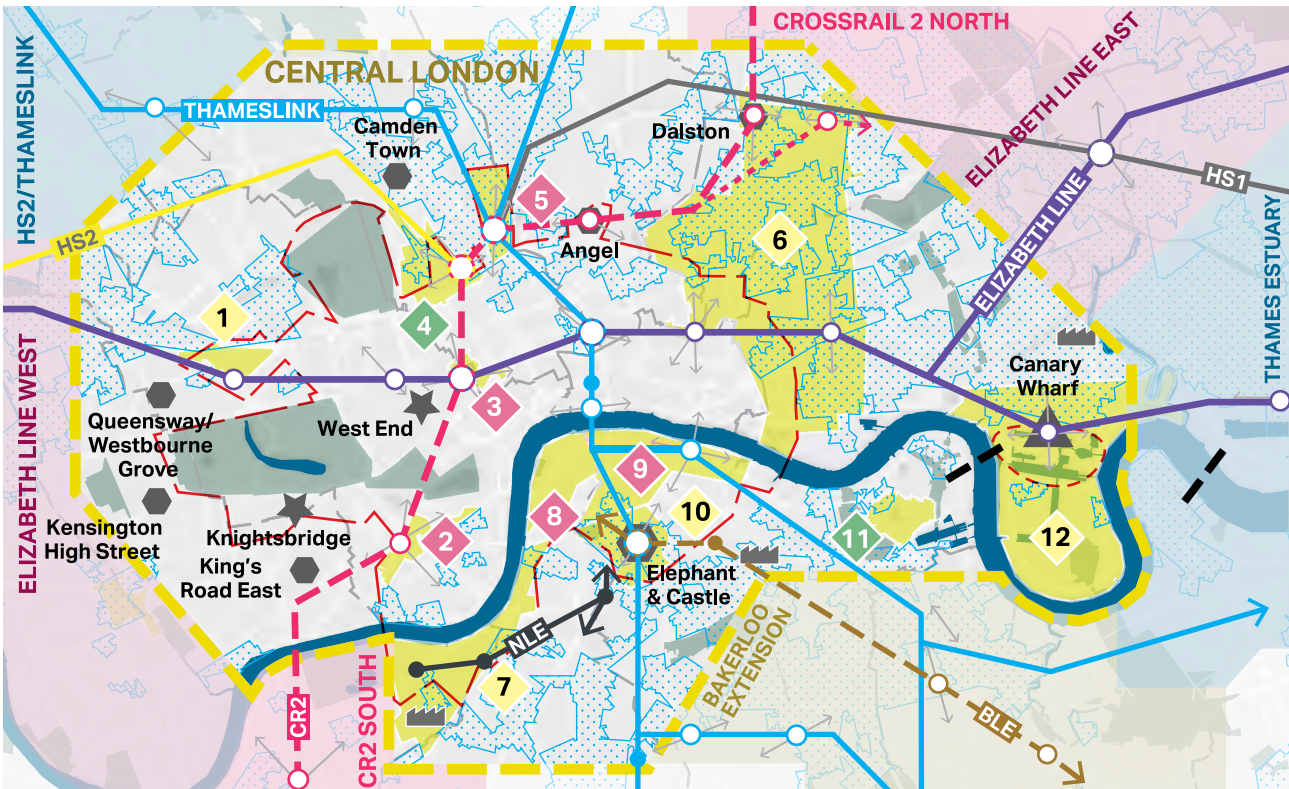 CROSSRAIL 2 NORTH
HS2/THAMESLINK
CENTRAL LONDON
ELIZABETH LINE EAST
THAMESLINK
Camden
Town
Dalston
HS1
5
HS2
Angel
6
ELIZABETH LINE
THAMES ESTUARY
1
4
ELIZABETH LINE WEST
Canary
Wharf
3
Queensway/
Westbourne
Grove
West End
9
Kensington
High Street
Knightsbridge
8
10
2
11
12
King's
Road East
Elephant
& Castle
NLE
BAKERLOO
EXTENSION
7
CR2 SOUTH
CR2
BLE